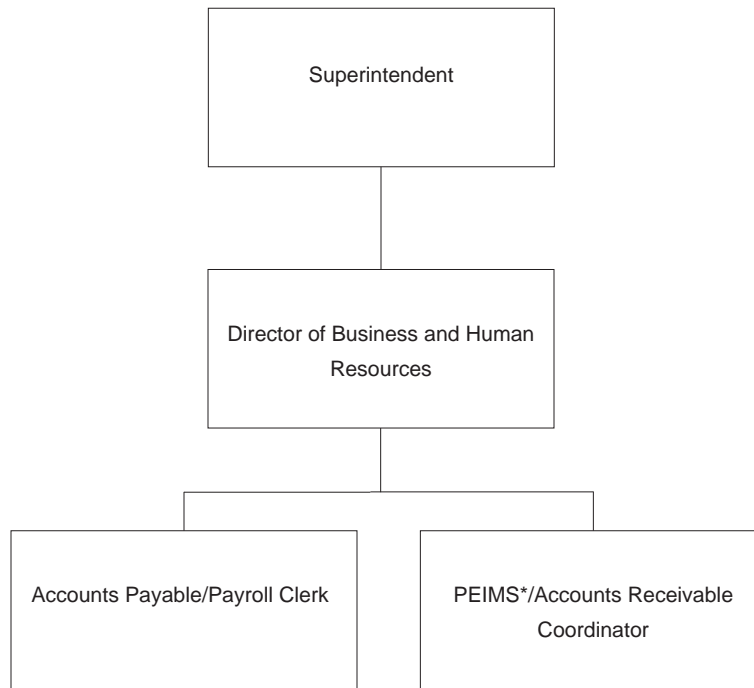 Superintendent
Director of Business and Human
Resources
Accounts Payable/Payroll Clerk
PEIMS*/Accounts Receivable
Coordinator